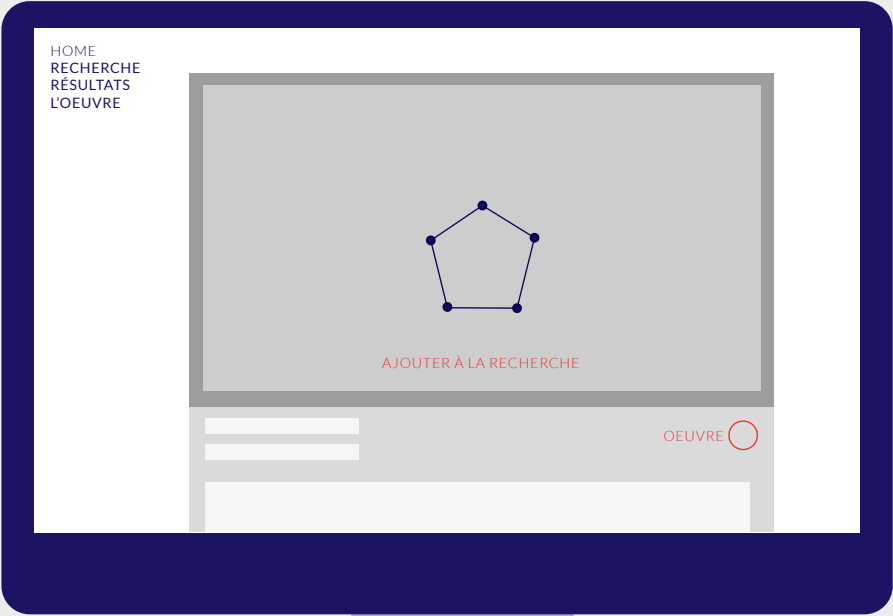 HOME
RECHERCHE
RÉSULTATS
L'OEUVRE
AJOUTER À LA RECHERCHE
OEUVRE